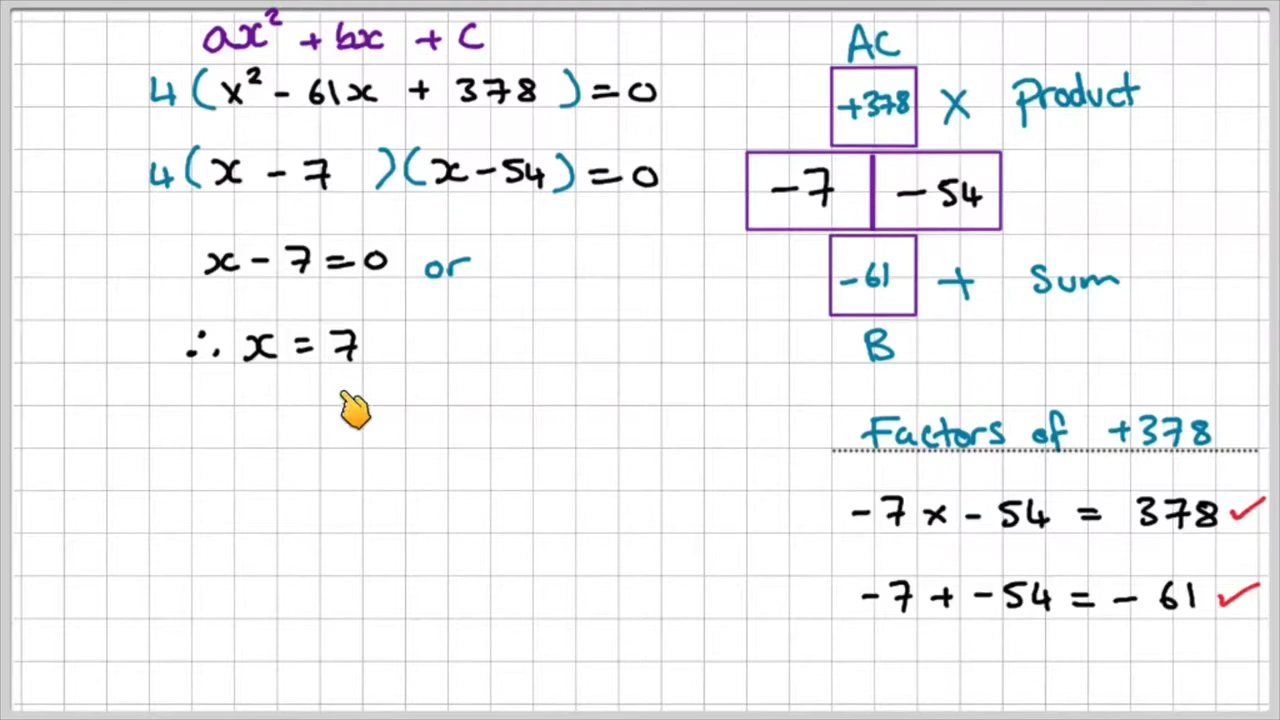 ax² + bx + c
4(x² - 61x + 378) = 0
4(x - 7)(x - 54) = 0
x - 7 = 0 or
∴ x = 7
AC
+378 × product
-7 -54
-61 + sum
B
Factors of +378
-7 × -54 = 378 ✓
-7 + -54 = -61 ✓